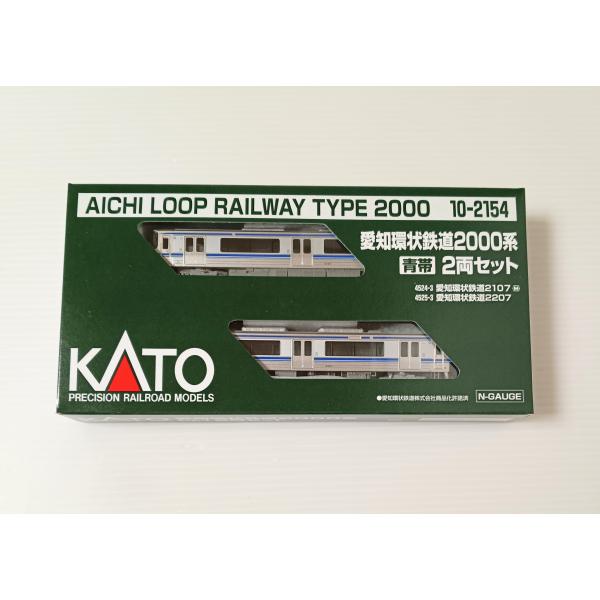 AICHI LOOP RAILWAY TYPE 2000 10-2154
愛知環状鉄道2000系
青帯 2両セット
4524-3 愛知環状鉄道2107 M
4525-3 愛知環状鉄道2207
KATO
PRECISION RAILROAD MODELS
●愛知環状鉄道株式会社商品化許諾済
N-GAUGE